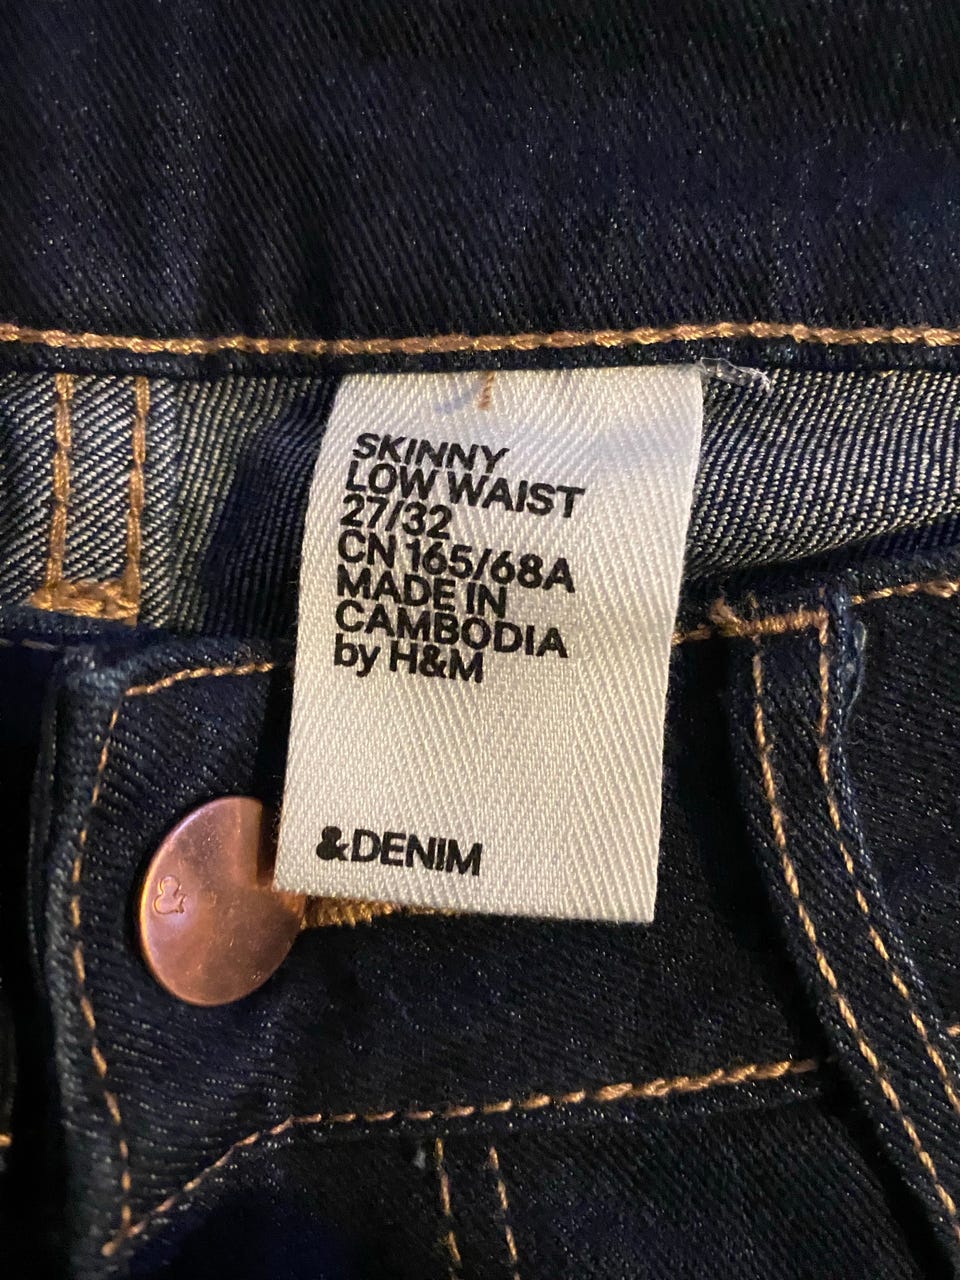 SKINNY
LOW WAIST
27/32
CN 165/68A
MADE IN
CAMBODIA
by H&M
&DENIM
&